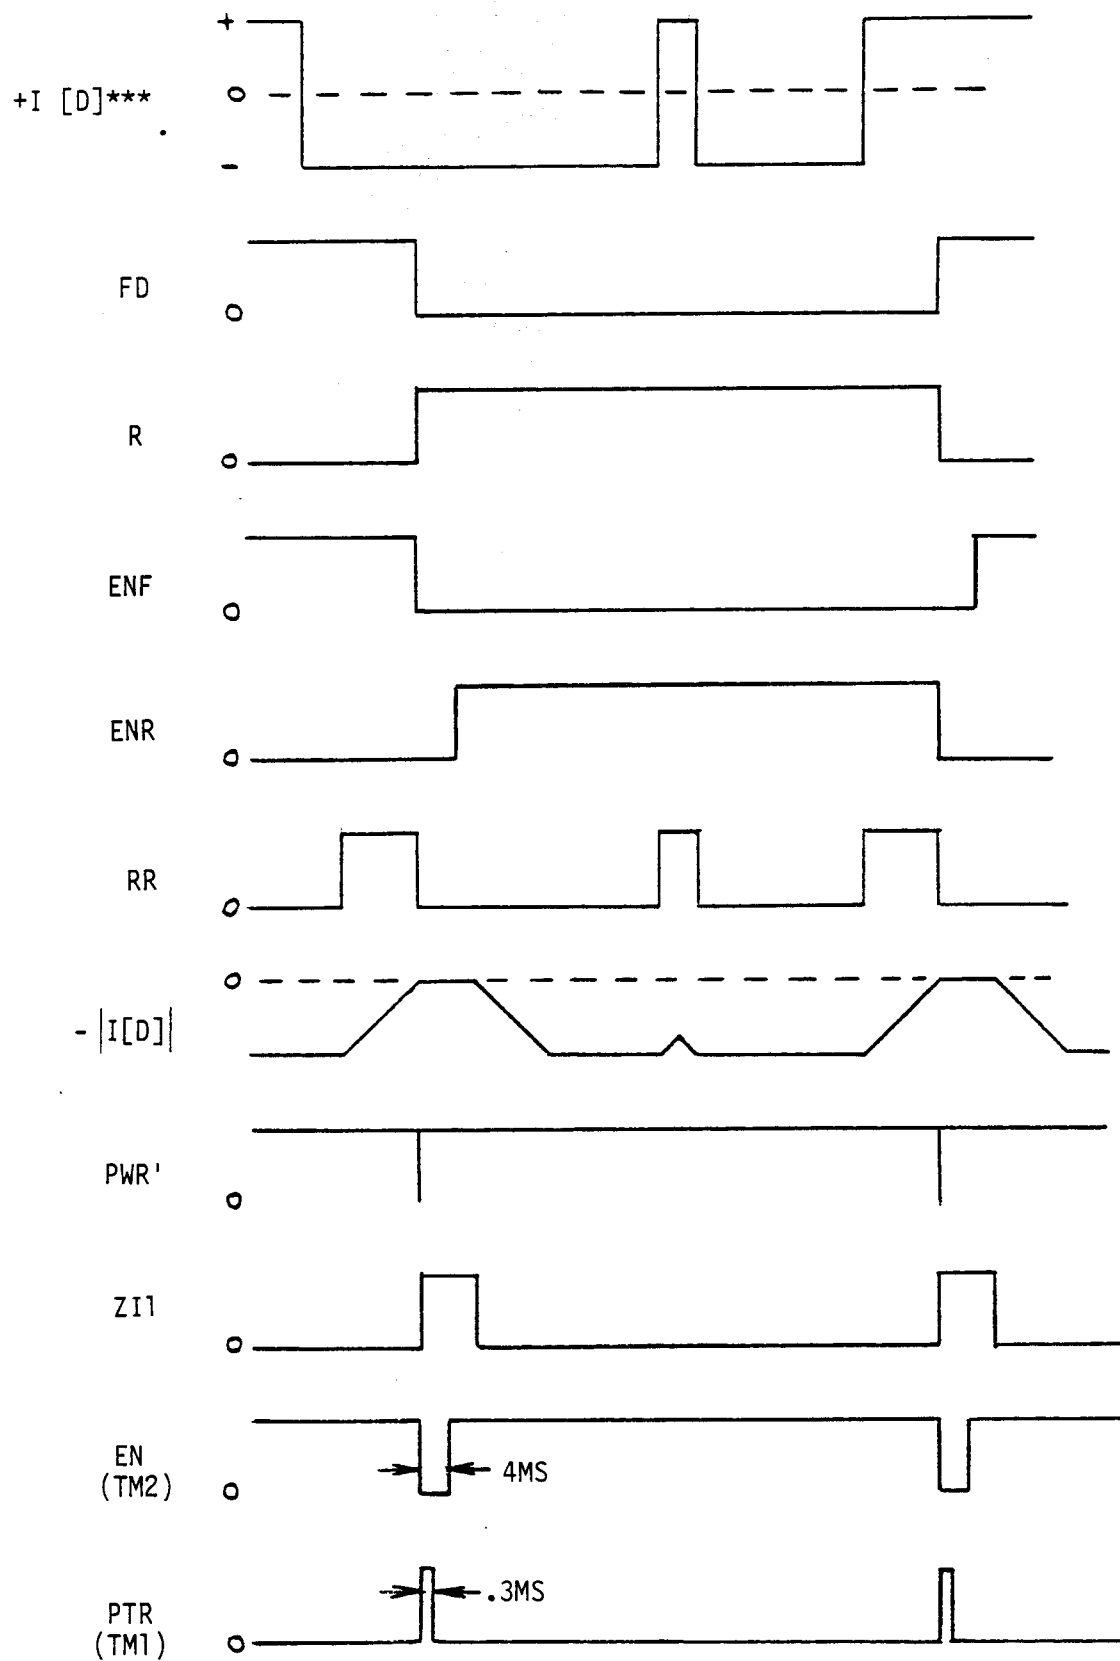 +
+I [D]*** 0
-
FD
0
R
0
ENF
0
ENR
0
RR
0
0
- |I[D]|
PWR'
0
ZI1
0
EN
(TM2)
0
4MS
PTR
(TM1)
0
.3MS